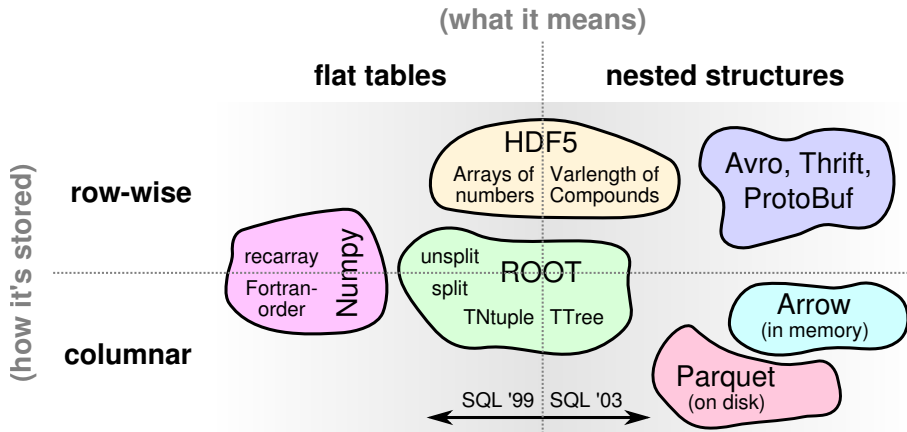 (what it means)
flat tables
nested structures
(how it's stored)
row-wise
columnar
HDF5
Arrays of
numbers
Varlength of
Compounds
Avro, Thrift,
ProtoBuf
recarray
Fortran-
order
Numpy
unsplit
split
ROOT
TNtuple
TTree
Arrow
(in memory)
Parquet
(on disk)
SQL '99
SQL '03